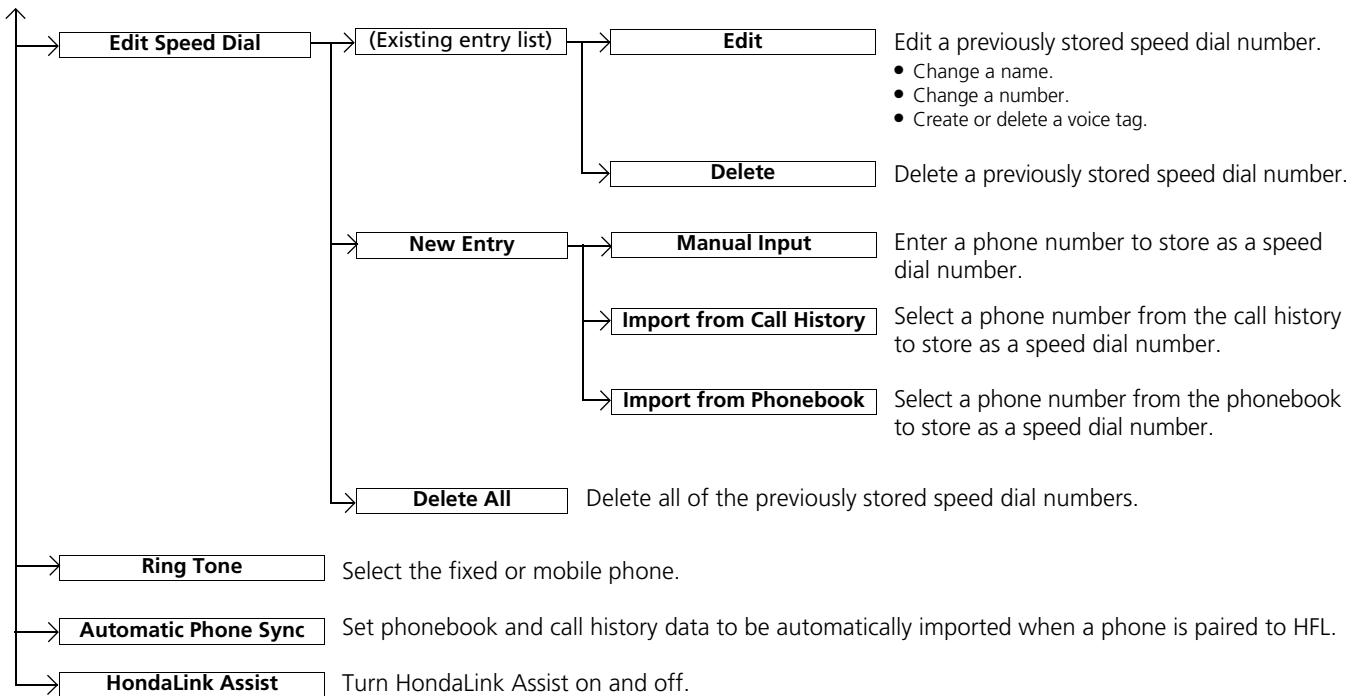 Edit Speed Dial
(Existing entry list)
Edit
Edit a previously stored speed dial number.
• Change a name.
• Change a number.
• Create or delete a voice tag.
Delete
Delete a previously stored speed dial number.
New Entry
Manual Input
Enter a phone number to store as a speed
dial number.
Import from Call History
Select a phone number from the call history
to store as a speed dial number.
Import from Phonebook
Select a phone number from the phonebook
to store as a speed dial number.
Delete All
Delete all of the previously stored speed dial numbers.
Ring Tone
Select the fixed or mobile phone.
Automatic Phone Sync
Set phonebook and call history data to be automatically imported when a phone is paired to HFL.
HondaLink Assist
Turn HondaLink Assist on and off.